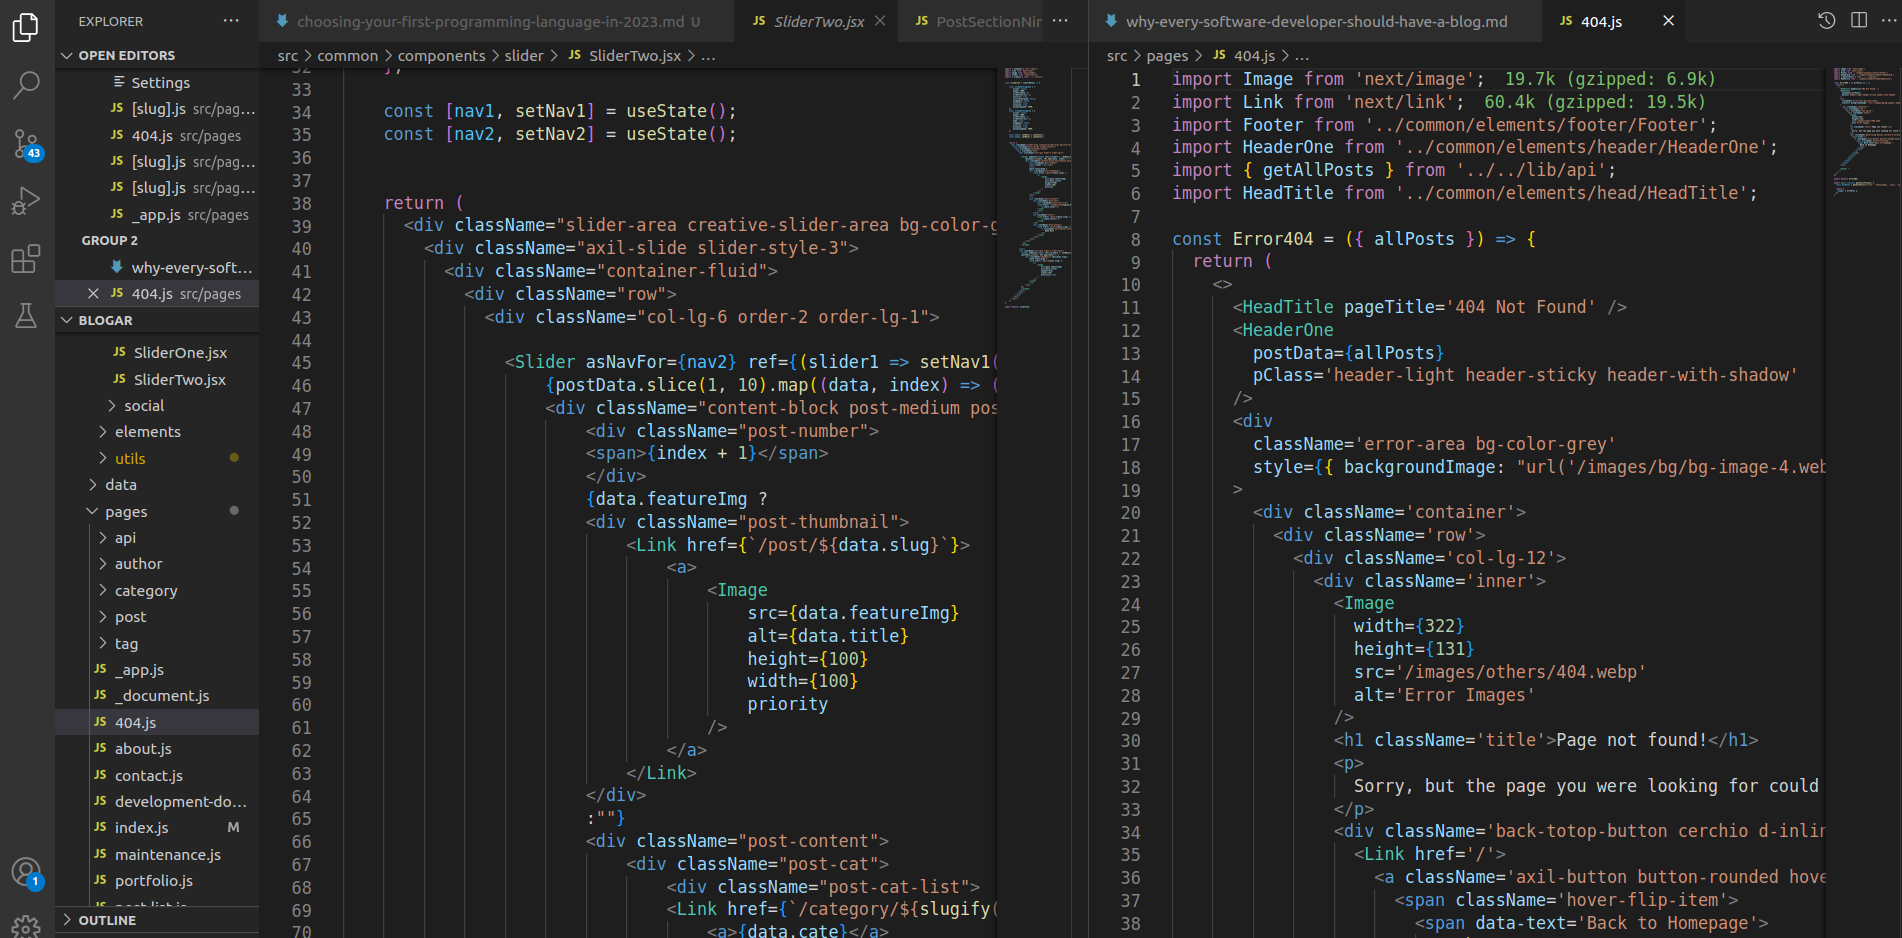 EXPLORER
OPEN EDITORS
Settings
JS [slug].js src/pag...
JS 404.js src/pages
JS [slug].js src/pag...
JS [slug].js src/pag...
JS _app.js src/pages
GROUP 2
why-every-soft...
JS 404.js src/pages
43
BLOGAR
JS SliderOne.jsx
JS SliderTwo.jsx
social
elements
utils
data
pages
api
author
category
post
tag
JS _app.js
JS _document.js
JS 404.js
JS about.js
JS contact.js
JS development-do...
JS index.js M
JS maintenance.js
JS portfolio.js
1
OUTLINE
choosing-your-first-programming-language-in-2023.md U
JS SliderTwo.jsx
JS PostSectionNin
src > common > components > slider > JS SliderTwo.jsx > ...
32 };
33
34 const [nav1, setNav1] = useState();
35 const [nav2, setNav2] = useState();
36
37
38 return (
39 <div className="slider-area creative-slider-area bg-color-g
40 <div className="axil-slide slider-style-3">
41 <div className="container-fluid">
42 <div className="row">
43 <div className="col-lg-6 order-2 order-lg-1">
44
45 <Slider asNavFor={nav2} ref={(slider1 => setNav1(
46 {postData.slice(1, 10).map((data, index) => (
47 <div className="content-block post-medium pos
48 <div className="post-number">
49 <span>{index + 1}</span>
50 </div>
51 {data.featureImg ?
52 <div className="post-thumbnail">
53 <Link href={`/post/${data.slug}`}>
54 <a>
55 <Image
56 src={data.featureImg}
57 alt={data.title}
58 height={100}
59 width={100}
60 priority
61 />
62 </a>
63 </Link>
64 </div>
65 :""}
66 <div className="post-content">
67 <div className="post-cat">
68 <div className="post-cat-list">
69 <Link href={`/category/${slugify(
70 <a>{data.cate}</a>
why-every-software-developer-should-have-a-blog.md
JS 404.js
src > pages > JS 404.js > ...
1 import Image from 'next/image'; 19.7k (gzipped: 6.9k)
2 import Link from 'next/link'; 60.4k (gzipped: 19.5k)
3 import Footer from '../common/elements/footer/Footer';
4 import HeaderOne from '../common/elements/header/HeaderOne';
5 import { getAllPosts } from '../../lib/api';
6 import HeadTitle from '../common/elements/head/HeadTitle';
7
8 const Error404 = ({ allPosts }) => {
9 return (
10 <>
11 <HeadTitle pageTitle='404 Not Found' />
12 <HeaderOne
13 postData={allPosts}
14 pClass='header-light header-sticky header-with-shadow'
15 />
16 <div
17 className='error-area bg-color-grey'
18 style={{ backgroundImage: "url('/images/bg/bg-image-4.web
19 >
20 <div className='container'>
21 <div className='row'>
22 <div className='col-lg-12'>
23 <div className='inner'>
24 <Image
25 width={322}
26 height={131}
27 src='/images/others/404.webp'
28 alt='Error Images'
29 />
30 <h1 className='title'>Page not found!</h1>
31 <p>
32 Sorry, but the page you were looking for could
33 </p>
34 <div className='back-totop-button cerchio d-inlin
35 <Link href='/'>
36 <a className='axil-button button-rounded hove
37 <span className='hover-flip-item'>
38 <span data-text='Back to Homepage'>